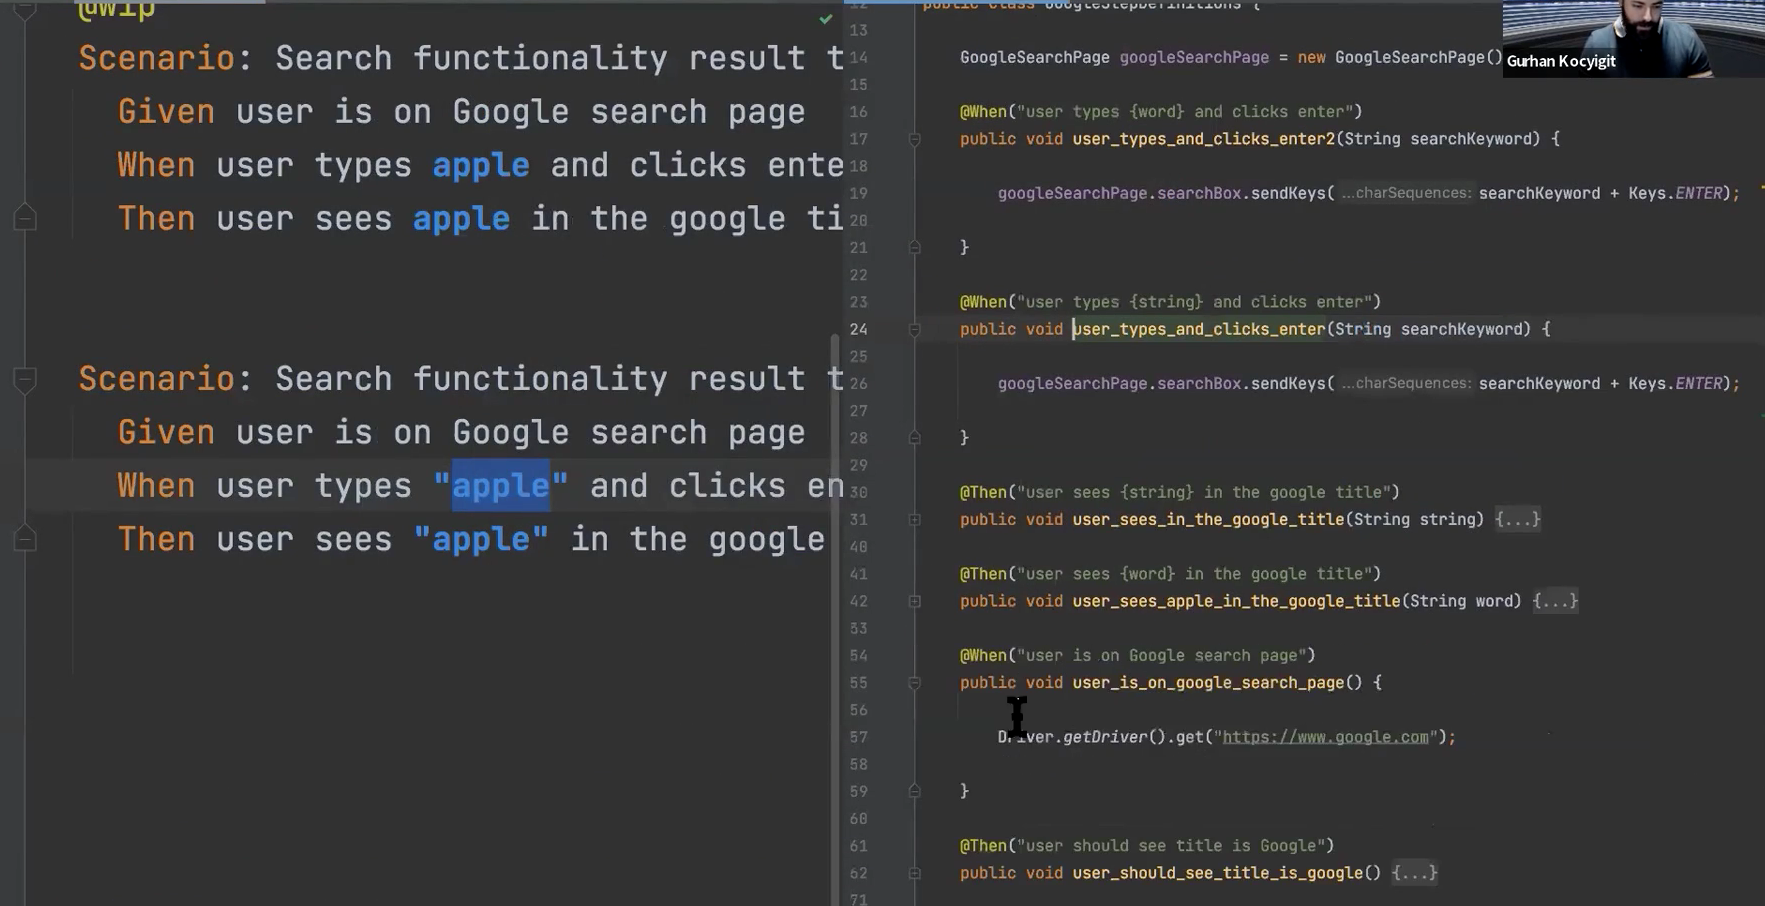 @wip
Scenario: Search functionality result t
Given user is on Google search page
When user types apple and clicks ente
Then user sees apple in the google ti
Scenario: Search functionality result t
Given user is on Google search page
When user types "apple" and clicks en
Then user sees "apple" in the google
12 public class GoogleStepDefinitions {
13
14 GoogleSearchPage googleSearchPage = new GoogleSearchPage()
15
16 @When("user types {word} and clicks enter")
17 public void user_types_and_clicks_enter2(String searchKeyword) {
18
19 googleSearchPage.searchBox.sendKeys( ...charSequences: searchKeyword + Keys.ENTER);
20
21 }
22
23 @When("user types {string} and clicks enter")
24 public void user_types_and_clicks_enter(String searchKeyword) {
25
26 googleSearchPage.searchBox.sendKeys( ...charSequences: searchKeyword + Keys.ENTER);
27
28 }
29
30 @Then("user sees {string} in the google title")
31 public void user_sees_in_the_google_title(String string) {...}
40
41 @Then("user sees {word} in the google title")
42 public void user_sees_apple_in_the_google_title(String word) {...}
53
54 @When("user is on Google search page")
55 public void user_is_on_google_search_page() {
56
57 Driver.getDriver().get("https://www.google.com");
58
59 }
60
61 @Then("user should see title is Google")
62 public void user_should_see_title_is_google() {...}
71
Gurhan Kocyigit